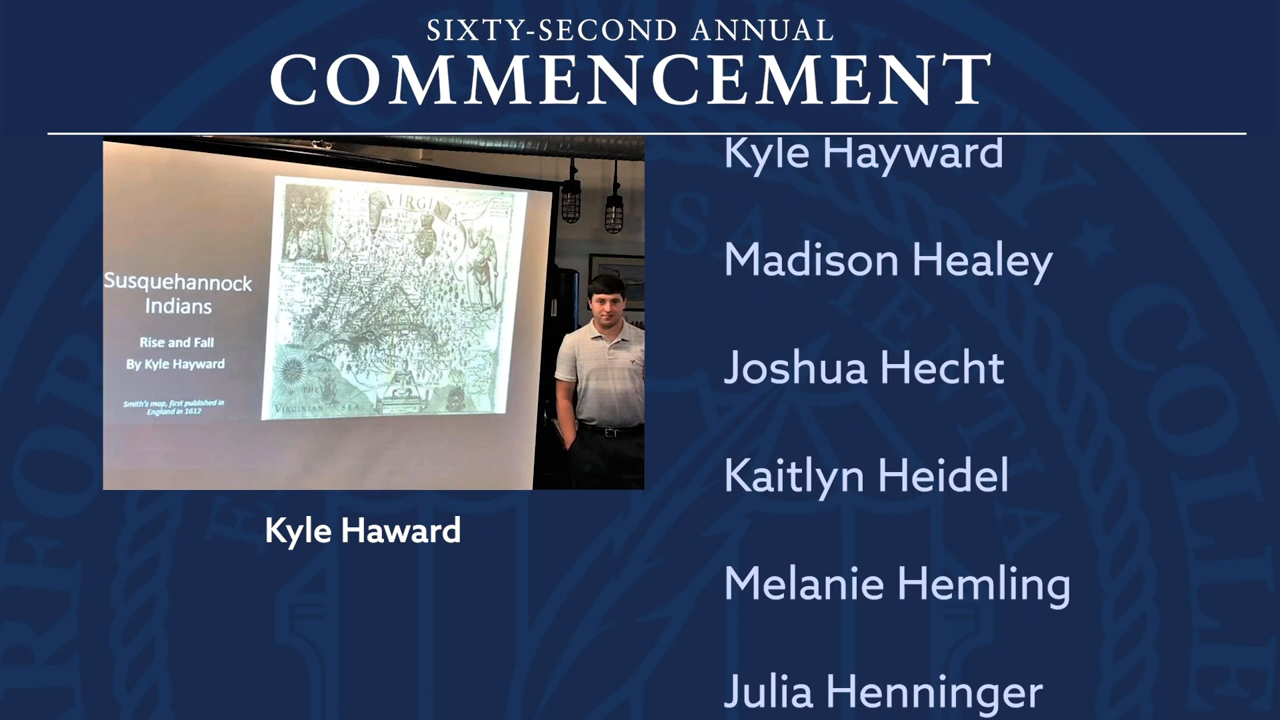 SIXTY-SECOND ANNUAL
COMMENCEMENT
Susquehannock
Indians
Rise and Fall
By Kyle Hayward
Smith's map, first published in
England in 1612
VIRGINIA
VIRGINIAN SEA
Kyle Haward
Kyle Hayward
Madison Healey
Joshua Hecht
Kaitlyn Heidel
Melanie Hemling
Julia Henninger